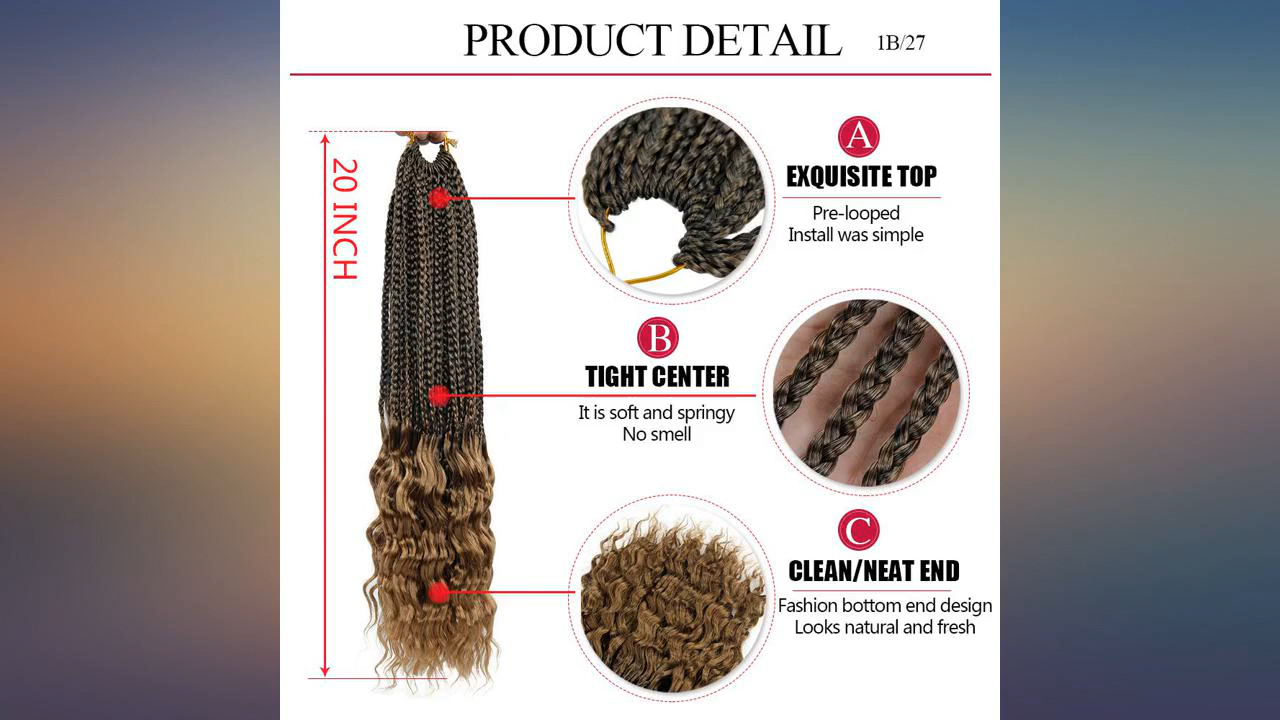 PRODUCT DETAIL 1B/27
20 INCH
A
EXQUISITE TOP
Pre-looped
Install was simple
B
TIGHT CENTER
It is soft and springy
No smell
C
CLEAN/NEAT END
Fashion bottom end design
Looks natural and fresh